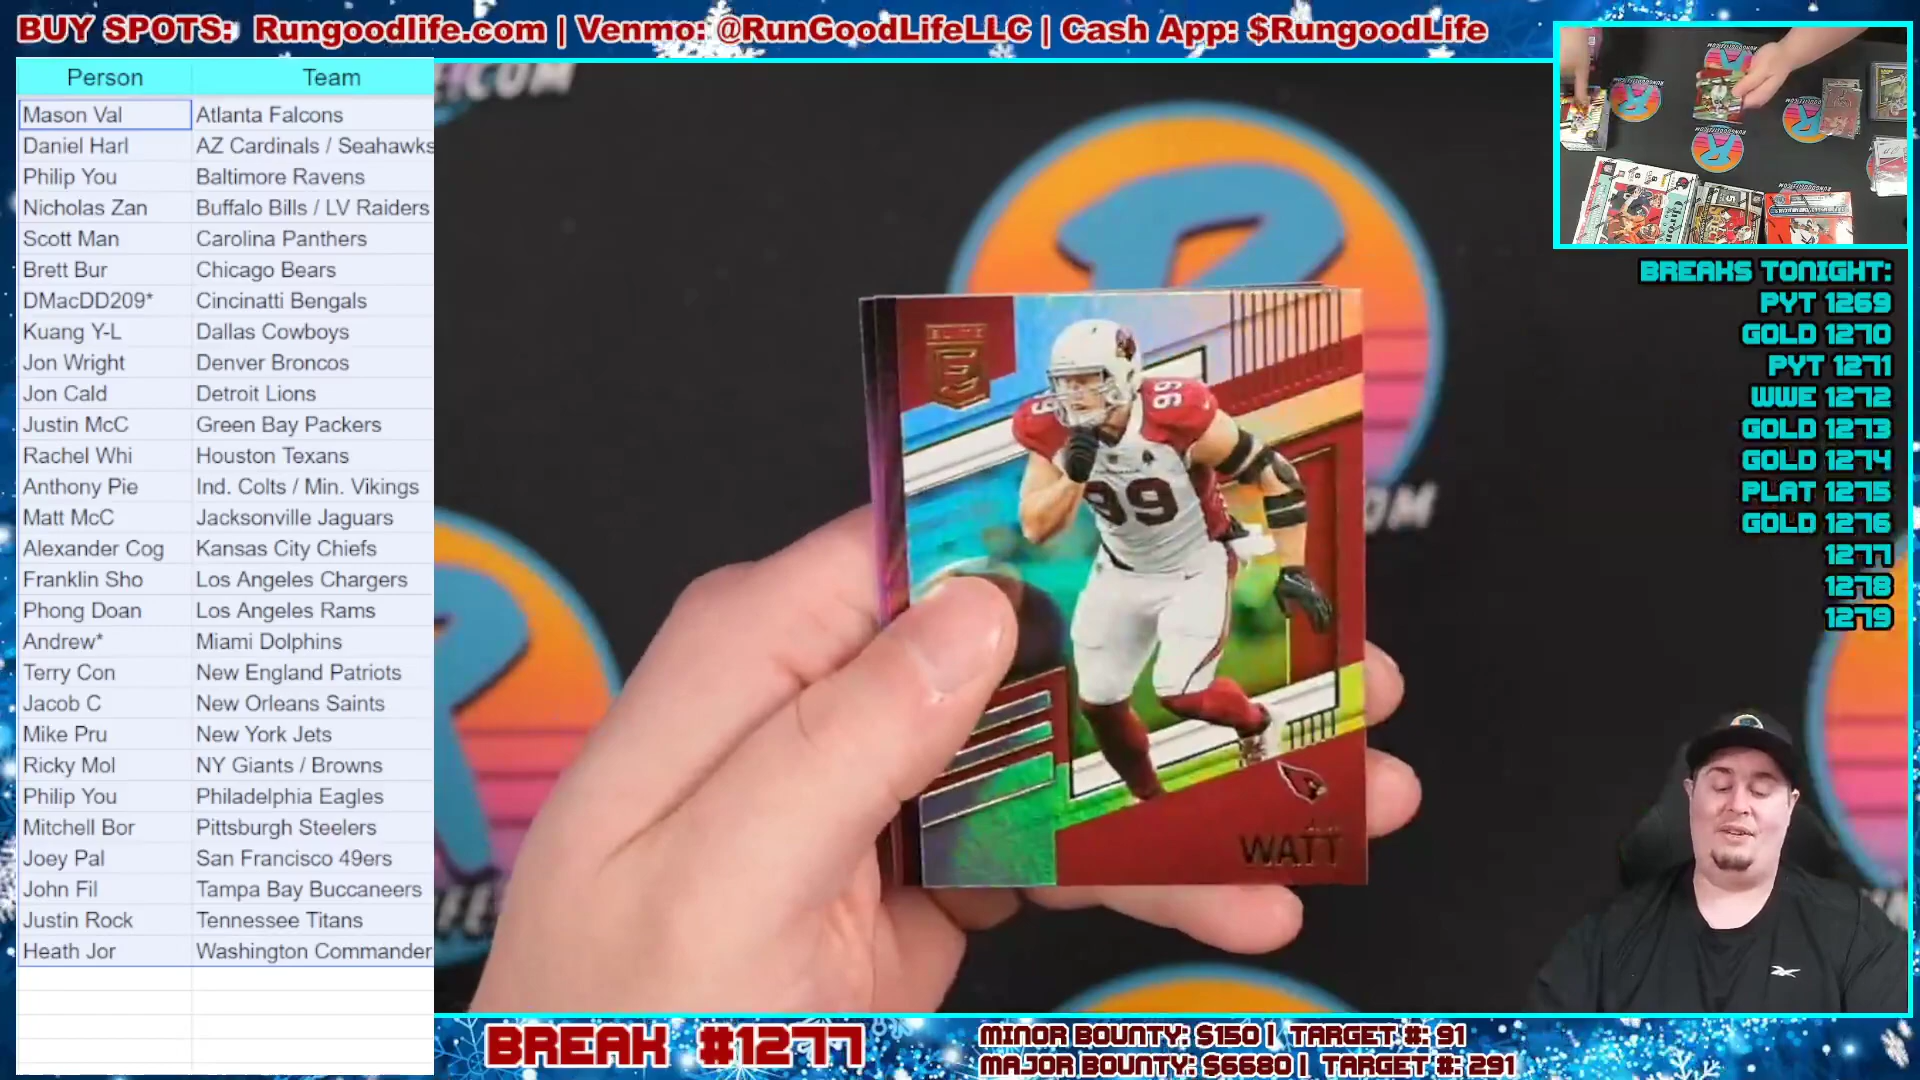 BUY SPOTS: Rungoodlife.com | Venmo: @RunGoodLifeLLC | Cash App: $RungoodLife
Person Team
Mason Val Atlanta Falcons
Daniel Harl AZ Cardinals / Seahawks
Philip You Baltimore Ravens
Nicholas Zan Buffalo Bills / LV Raiders
Scott Man Carolina Panthers
Brett Bur Chicago Bears
DMacDD209* Cincinatti Bengals
Kuang Y-L Dallas Cowboys
Jon Wright Denver Broncos
Jon Cald Detroit Lions
Justin McC Green Bay Packers
Rachel Whi Houston Texans
Anthony Pie Ind. Colts / Min. Vikings
Matt McC Jacksonville Jaguars
Alexander Cog Kansas City Chiefs
Franklin Sho Los Angeles Chargers
Phong Doan Los Angeles Rams
Andrew* Miami Dolphins
Terry Con New England Patriots
Jacob C New Orleans Saints
Mike Pru New York Jets
Ricky Mol NY Giants / Browns
Philip You Philadelphia Eagles
Mitchell Bor Pittsburgh Steelers
Joey Pal San Francisco 49ers
John Fil Tampa Bay Buccaneers
Justin Rock Tennessee Titans
Heath Jor Washington Commander
ELITE
E
99
99
99
WATT
BREAKS TONIGHT:
PYT 1269
GOLD 1270
PYT 1271
WWE 1272
GOLD 1273
GOLD 1274
PLAT 1275
GOLD 1276
1277
1278
1279
BREAK #1277
MINOR BOUNTY: $150 | TARGET #: 91
MAJOR BOUNTY: $6680 | TARGET #: 291